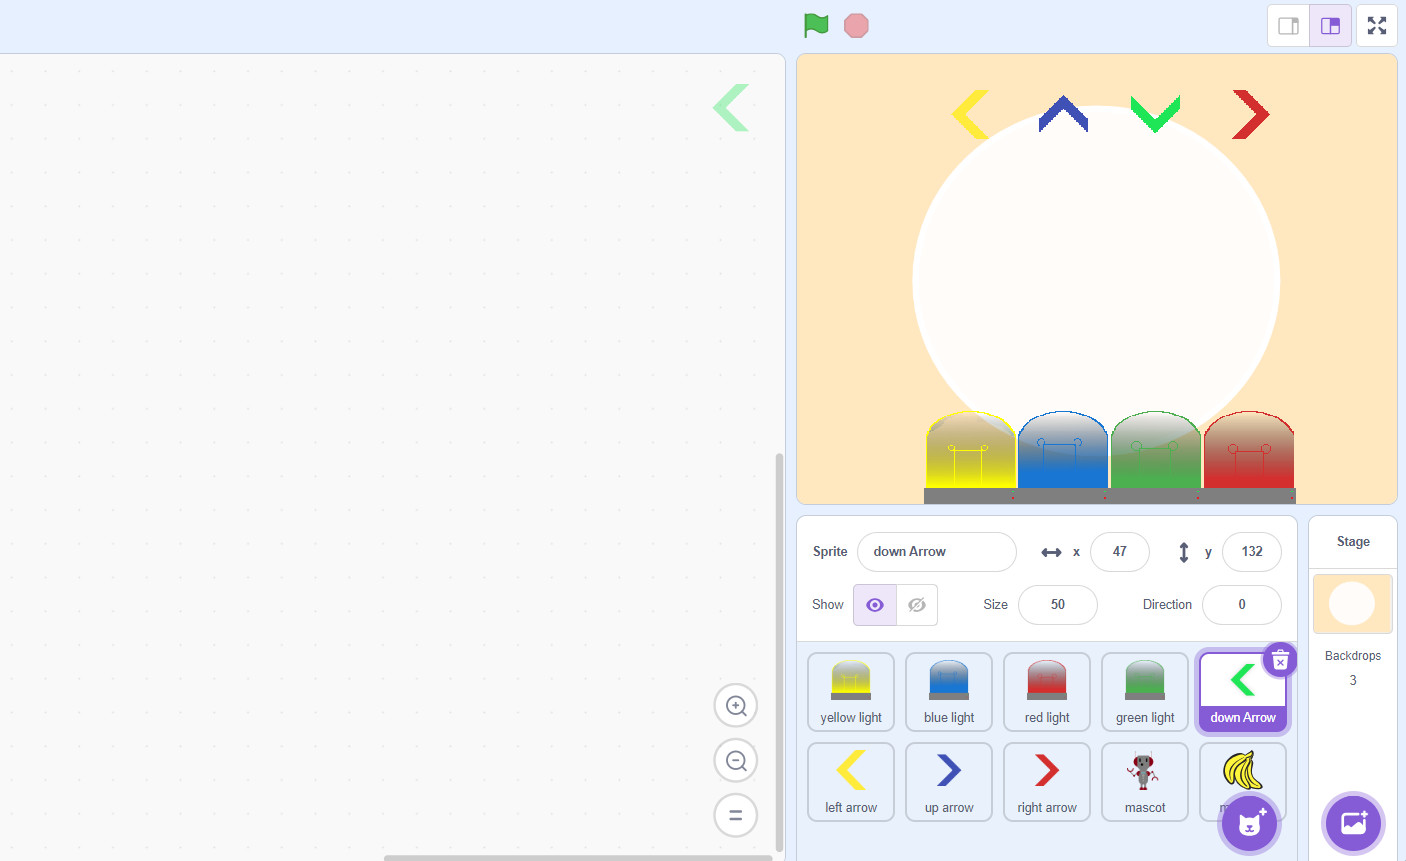 Sprite down Arrow x 47 y 132
Show Size 50 Direction 0
Stage
Backdrops
3
yellow light
blue light
red light
green light
down Arrow
left arrow
up arrow
right arrow
mascot